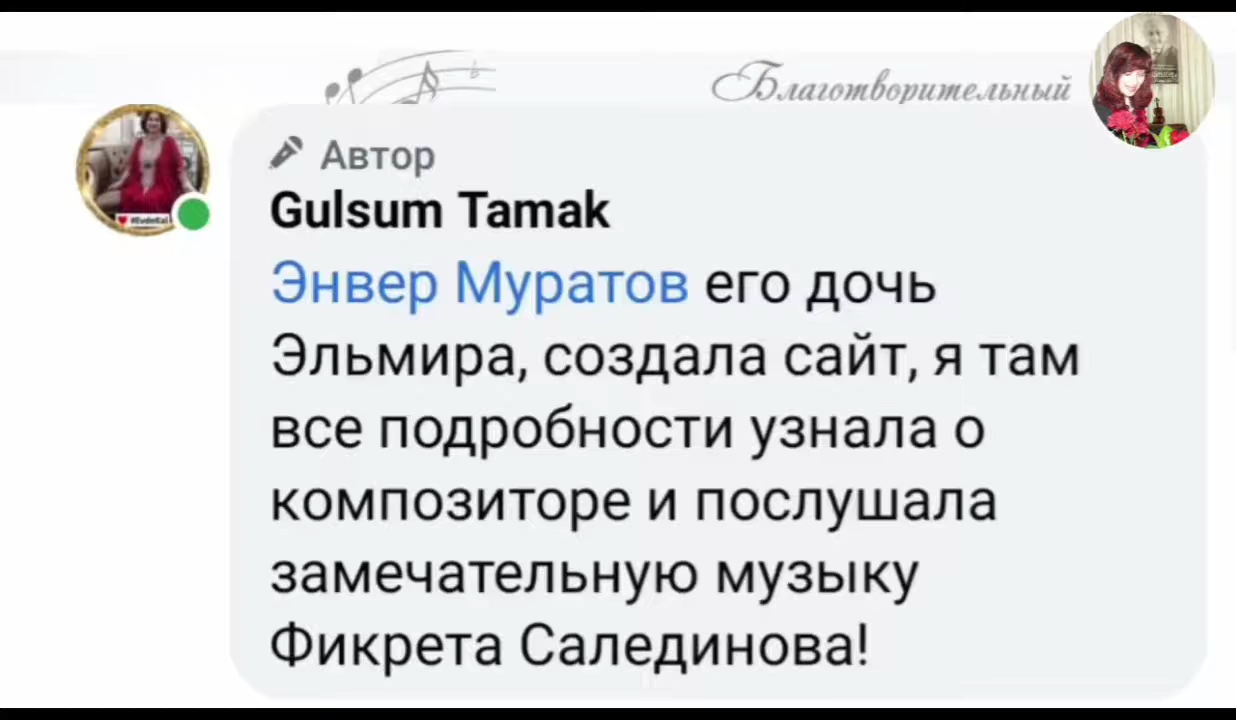 Благотворительный
Автор
Gulsum Tamak
Энвер Муратов его дочь
Эльмира, создала сайт, я там
все подробности узнала о
композиторе и послушала
замечательную музыку
Фикрета Салединова!